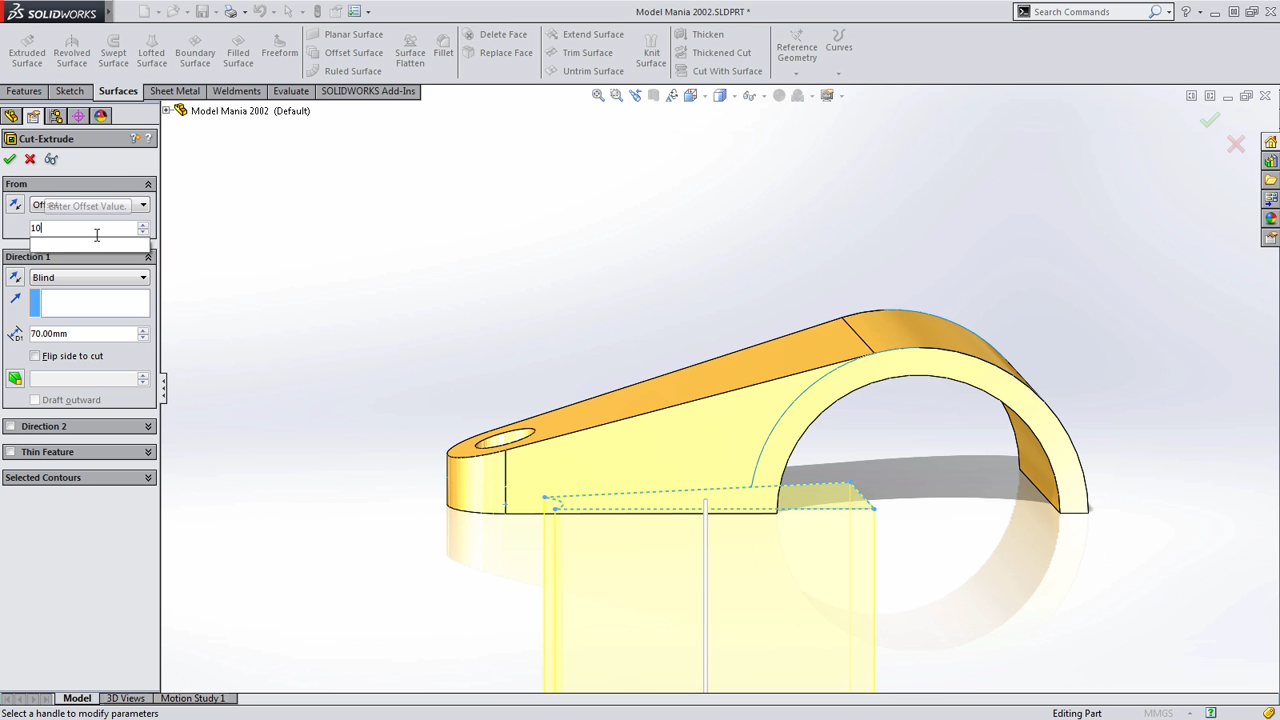 SOLIDWORKS
Model Mania 2002.SLDPRT *
Search Commands
Extruded Surface
Revolved Surface
Swept Surface
Lofted Surface
Boundary Surface
Filled Surface
Freeform
Planar Surface
Offset Surface
Ruled Surface
Surface Flatten
Fillet
Delete Face
Replace Face
Extend Surface
Trim Surface
Untrim Surface
Knit Surface
Thicken
Thickened Cut
Cut With Surface
Reference Geometry
Curves
Features
Sketch
Surfaces
Sheet Metal
Weldments
Evaluate
SOLIDWORKS Add-Ins
Model Mania 2002 (Default)
Cut-Extrude
From
Enter Offset Value.
10
Direction 1
Blind
D1
70.00mm
Flip side to cut
Draft outward
Direction 2
Thin Feature
Selected Contours
Model
3D Views
Motion Study 1
Select a handle to modify parameters
Editing Part
MMGS